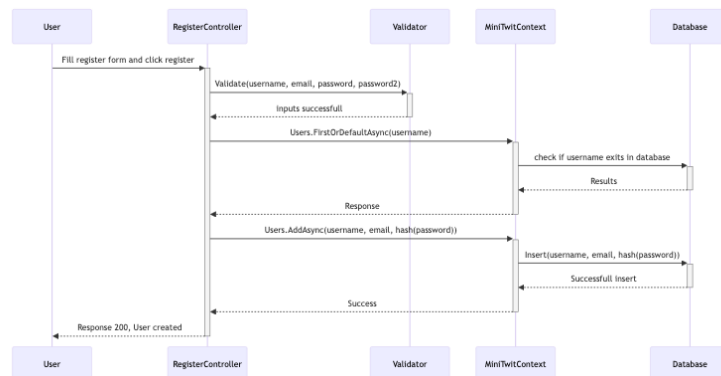 User RegisterController Validator MiniTwitContext Database
Fill register form and click register
Validate(username, email, password, password2)
Inputs successfull
Users.FirstOrDefaultAsync(username)
check if username exits in database
Results
Response
Users.AddAsync(username, email, hash(password))
Insert(username, email, hash(password))
Successfull Insert
Success
Response 200, User created
User RegisterController Validator MiniTwitContext Database